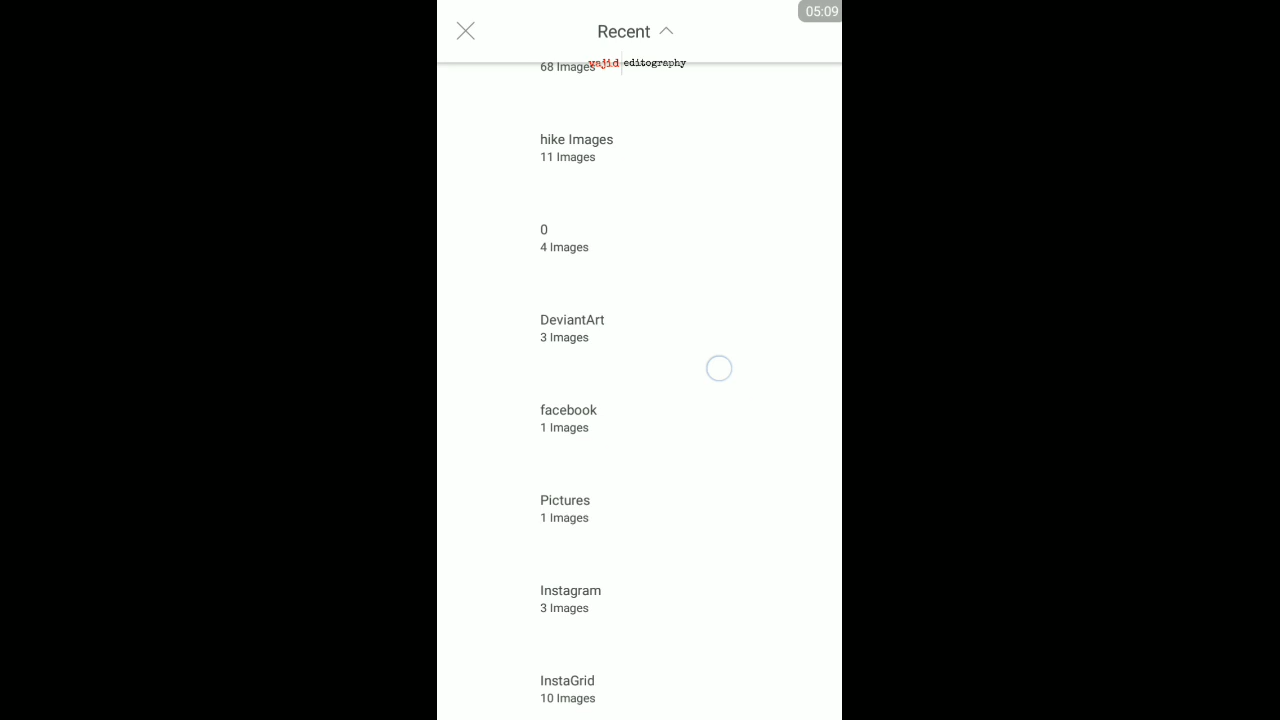 05:09
Recent
yajid editography
68 Images
hike Images
11 Images
0
4 Images
DeviantArt
3 Images
facebook
1 Images
Pictures
1 Images
Instagram
3 Images
InstaGrid
10 Images